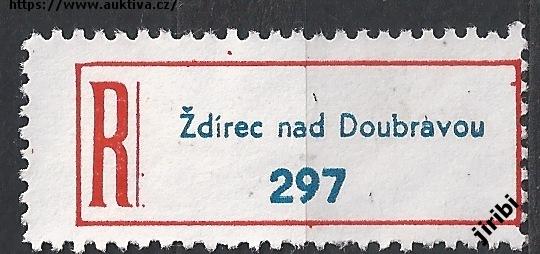 https://www.auktiva.cz/
R
Ždírec nad Doubravou
297
jiribi